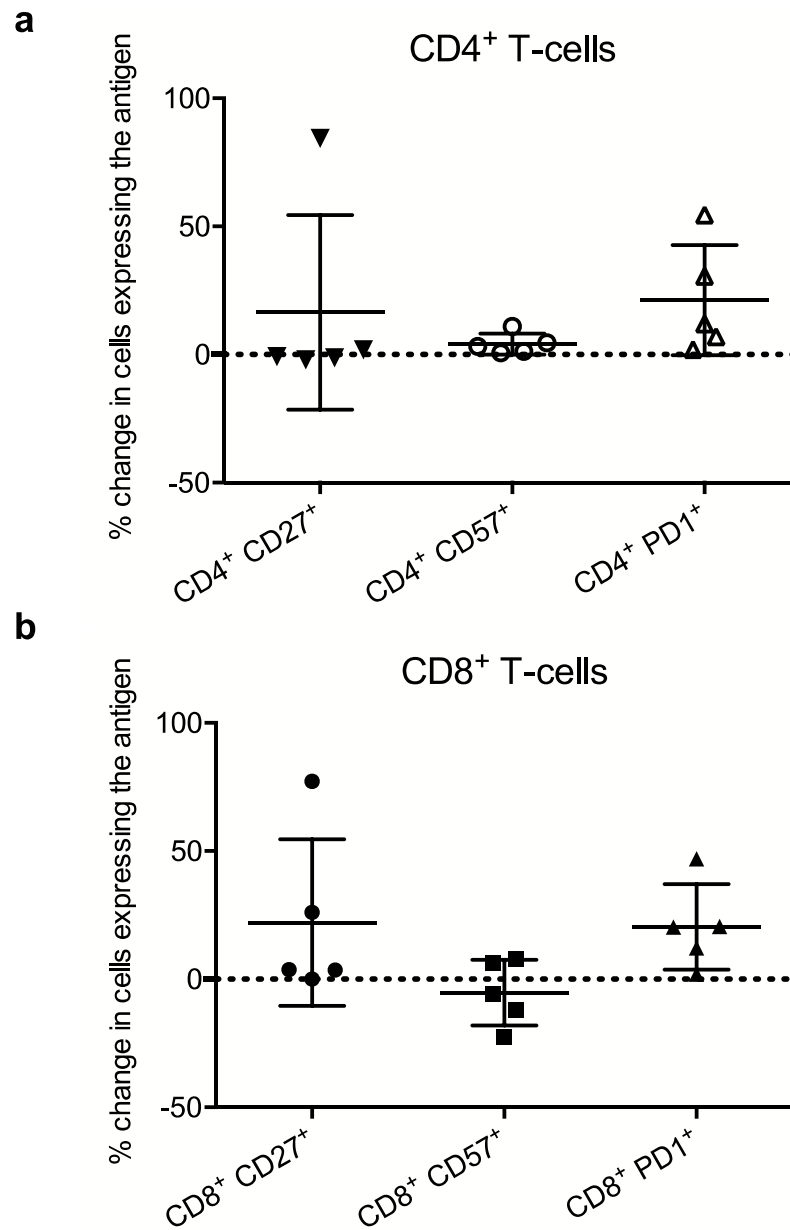 a
CD4⁺ T-cells
% change in cells expressing the antigen
100
50
0
-50
CD4⁺ CD27⁺
CD4⁺ CD57⁺
CD4⁺ PD1⁺
b
CD8⁺ T-cells
% change in cells expressing the antigen
100
50
0
-50
CD8⁺ CD27⁺
CD8⁺ CD57⁺
CD8⁺ PD1⁺